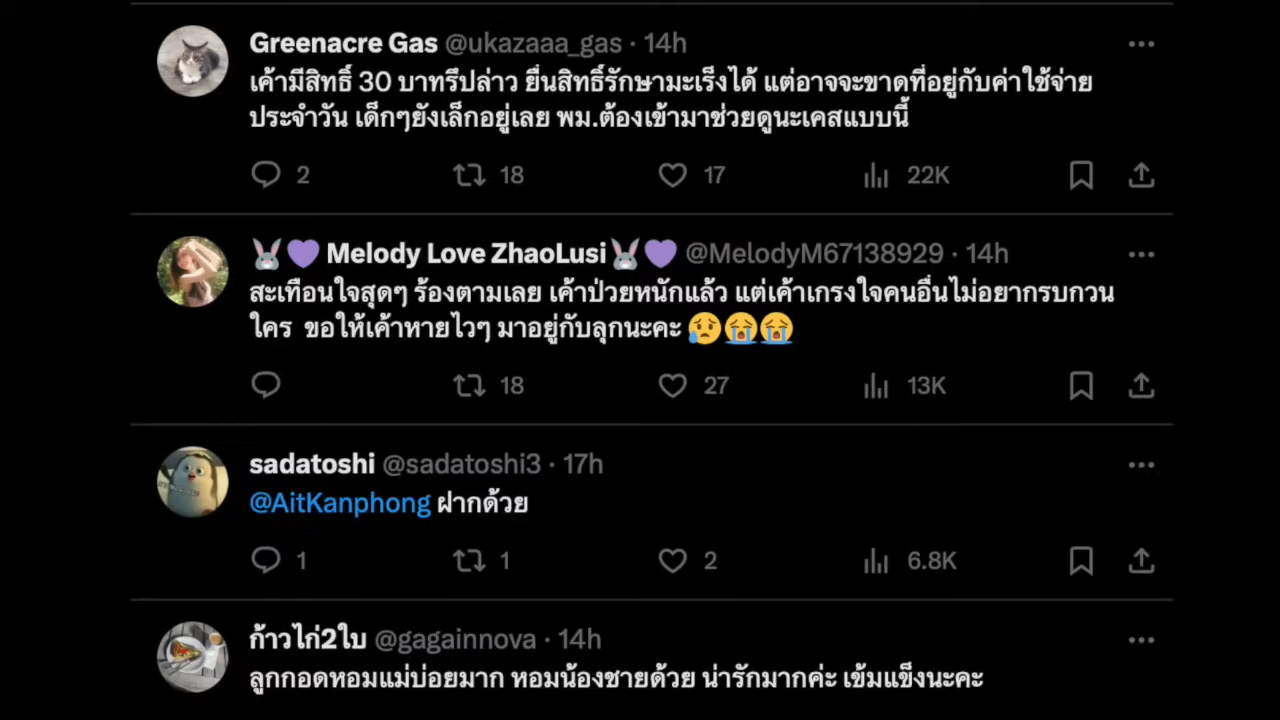 Greenacre Gas @ukazaaa_gas · 14h
เค้ามีสิทธิ์ 30 บาทรึปล่าว ยื่นสิทธิ์รักษามะเร็งได้ แต่อาจจะขาดที่อยู่กับค่าใช้จ่าย
ประจำวัน เด็กๆยังเล็กอยู่เลย พม.ต้องเข้ามาช่วยดูนะเคสแบบนี้
2 18 17 22K
🐰💜 Melody Love ZhaoLusi🐰💜 @MelodyM67138929 · 14h
สะเทือนใจสุดๆ ร้องตามเลย เค้าป่วยหนักแล้ว แต่เค้าเกรงใจคนอื่นไม่อยากรบกวน
ใคร ขอให้เค้าหายไวๆ มาอยู่กับลุกนะคะ 😥😭😭
18 27 13K
sadatoshi @sadatoshi3 · 17h
@AitKanphong ฝากด้วย
1 1 2 6.8K
ก้าวไก่2ใบ @gagainnova · 14h
ลูกกอดหอมแม่บ่อยมาก หอมน้องชายด้วย น่ารักมากค่ะ เข้มแข็งนะคะ